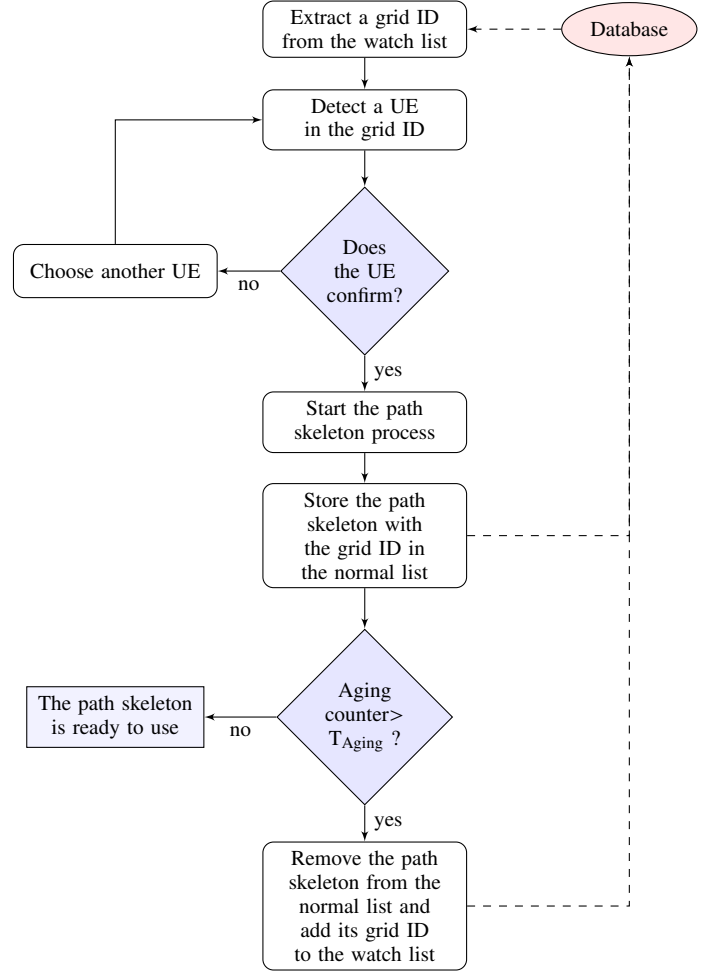 Extract a grid ID
from the watch list
Database
Detect a UE
in the grid ID
Does
the UE
confirm?
Choose another UE
no
yes
Start the path
skeleton process
Store the path
skeleton with
the grid ID in
the normal list
Aging
counter>
T_Aging ?
The path skeleton
is ready to use
no
yes
Remove the path
skeleton from the
normal list and
add its grid ID
to the watch list